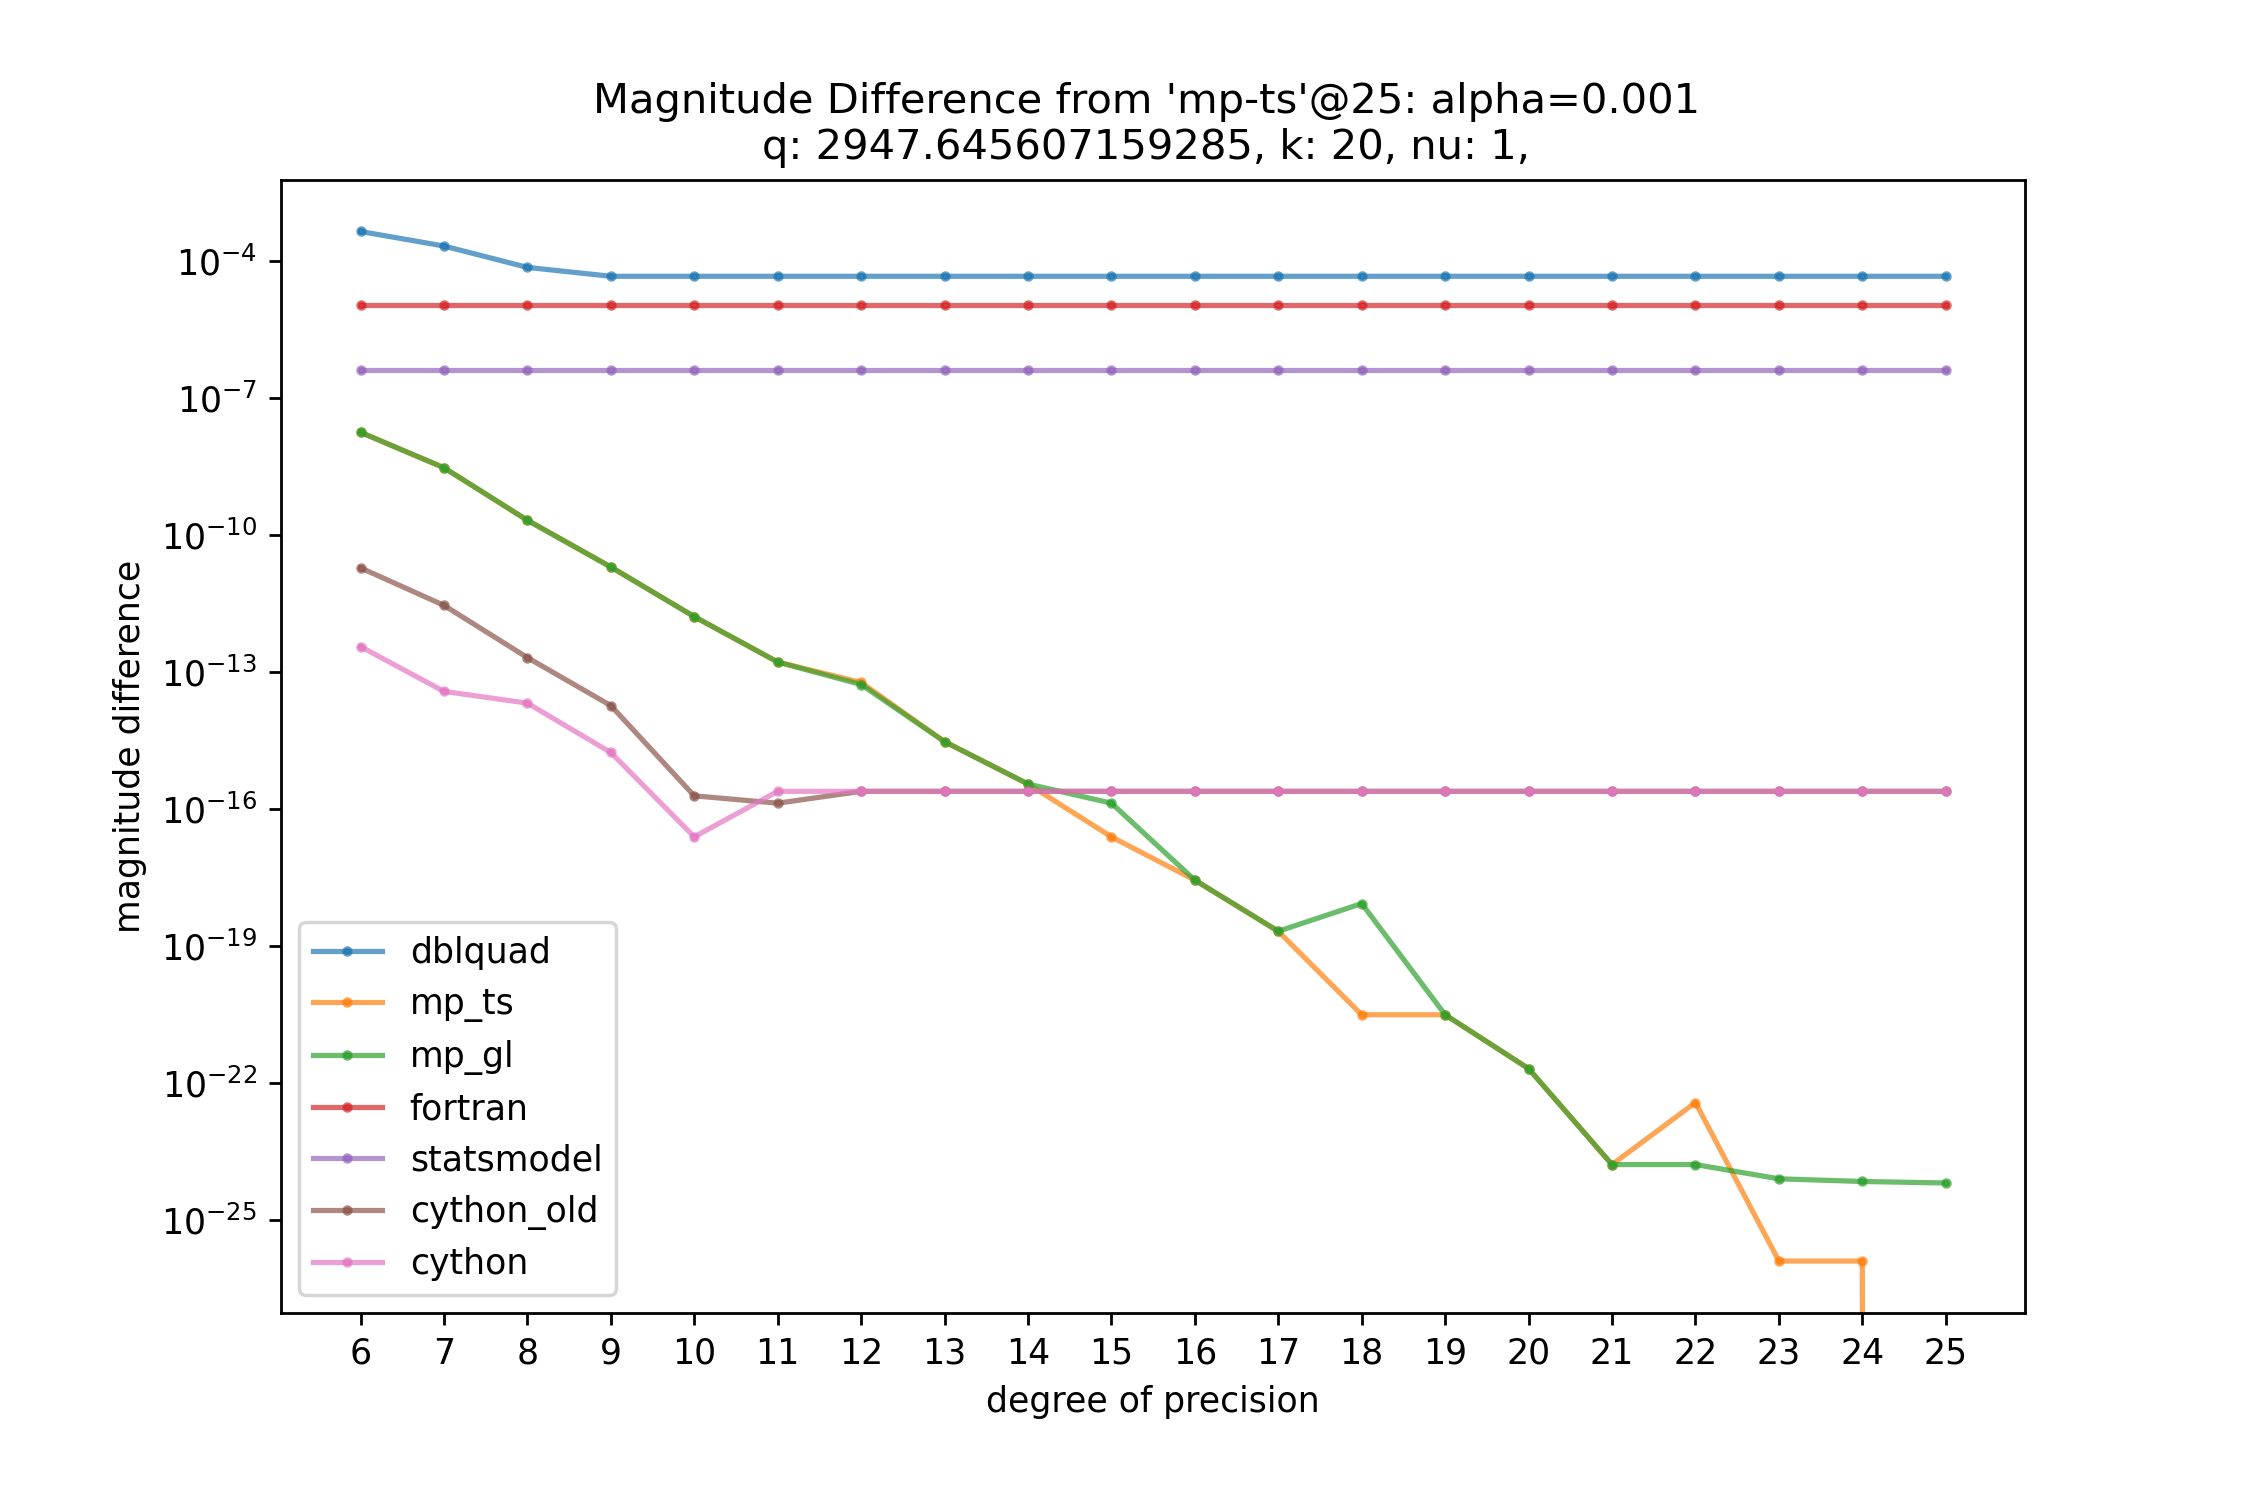 Magnitude Difference from 'mp-ts'@25: alpha=0.001
q: 2947.645607159285, k: 20, nu: 1,
magnitude difference
10⁻⁴
10⁻⁷
10⁻¹⁰
10⁻¹³
10⁻¹⁶
10⁻¹⁹
10⁻²²
10⁻²⁵
dblquad
mp_ts
mp_gl
fortran
statsmodel
cython_old
cython
6 7 8 9 10 11 12 13 14 15 16 17 18 19 20 21 22 23 24 25
degree of precision